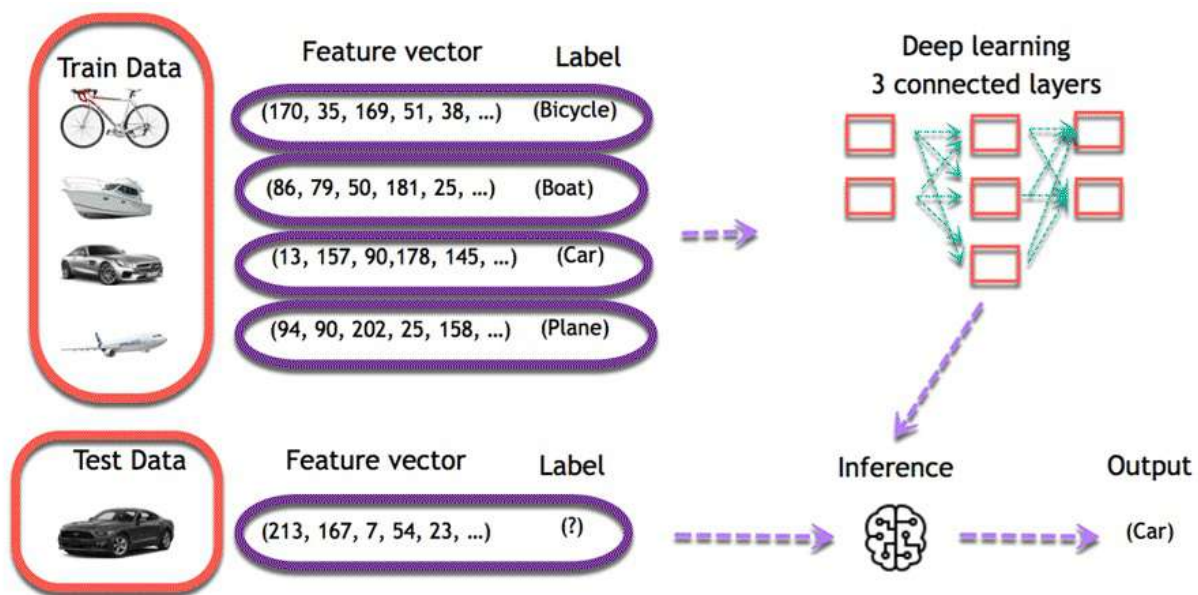 Train Data
Feature vector
Label
Deep learning
3 connected layers
(170, 35, 169, 51, 38, ...) (Bicycle)
(86, 79, 50, 181, 25, ...) (Boat)
(13, 157, 90,178, 145, ...) (Car)
(94, 90, 202, 25, 158, ...) (Plane)
Test Data
Feature vector
Label
Inference
Output
(213, 167, 7, 54, 23, ...) (?)
(Car)